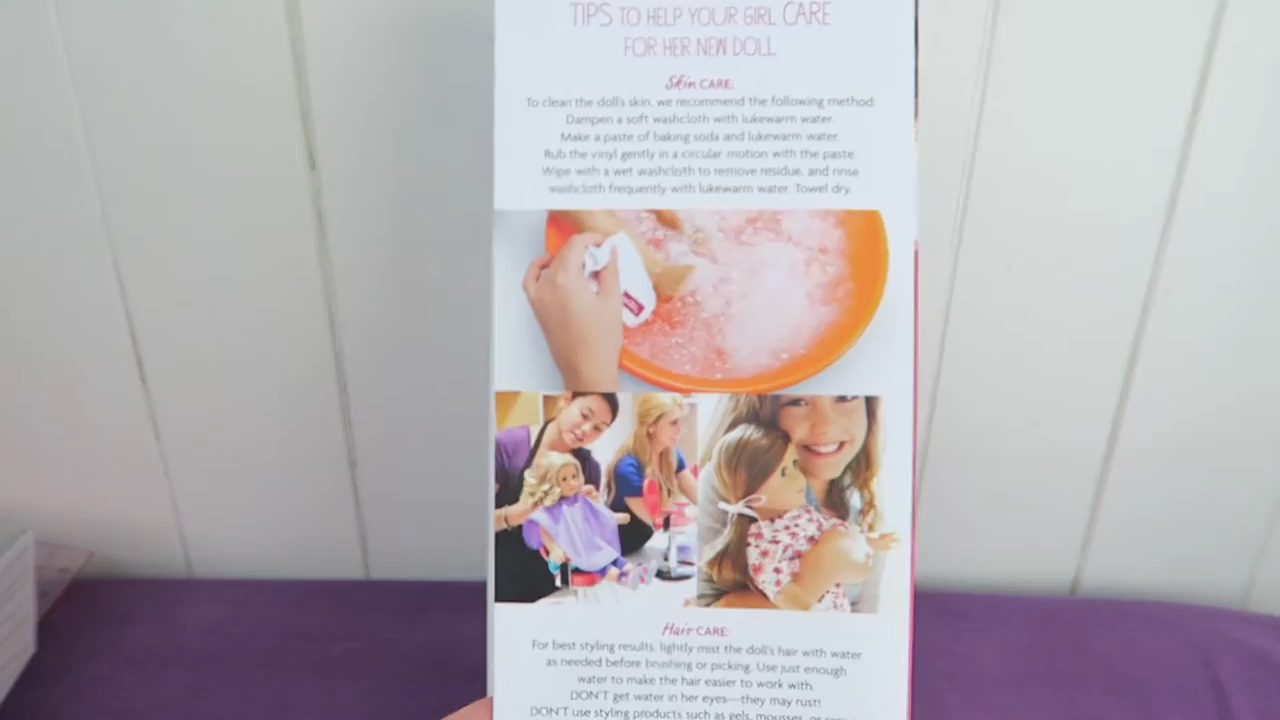 TIPS TO HELP YOUR GIRL CARE
FOR HER NEW DOLL
Skin CARE:
To clean the doll's skin, we recommend the following method:
Dampen a soft washcloth with lukewarm water.
Make a paste of baking soda and lukewarm water.
Rub the vinyl gently in a circular motion with the paste.
Wipe with a wet washcloth to remove residue, and rinse
washcloth frequently with lukewarm water. Towel dry.
Hair CARE:
For best styling results, lightly mist the doll's hair with water
as needed before brushing or picking. Use just enough
water to make the hair easier to work with.
DON'T get water in her eyes—they may rust!
DON'T use styling products such as gels, mousses, or